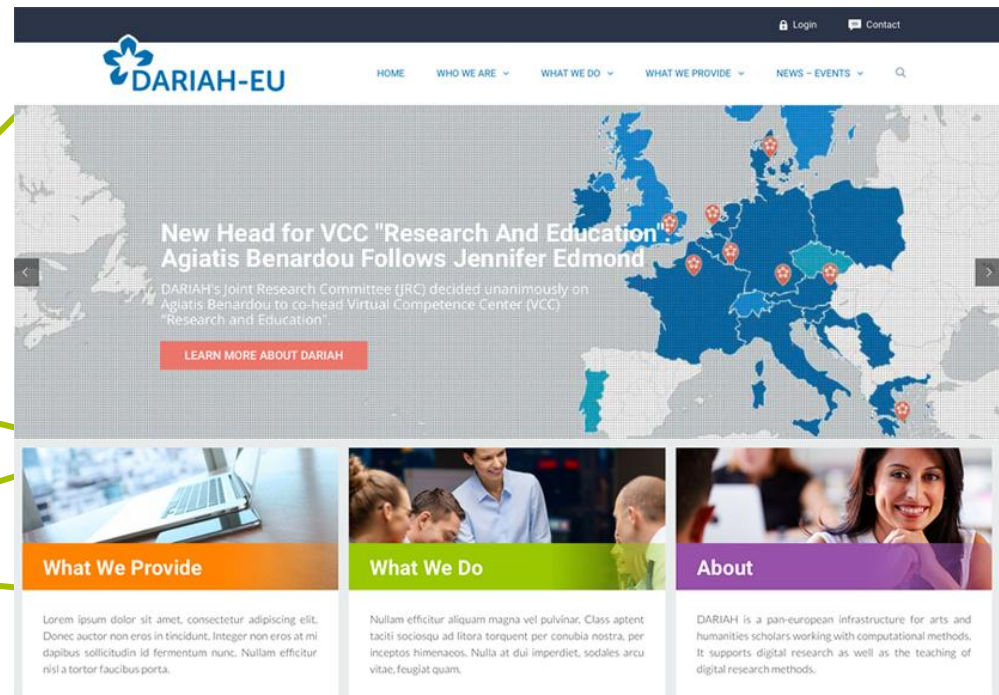 Login Contact
DARIAH-EU
HOME WHO WE ARE WHAT WE DO WHAT WE PROVIDE NEWS – EVENTS
New Head for VCC "Research And Education":
Agiatis Benardou Follows Jennifer Edmond
DARIAH's Joint Research Committee (JRC) decided unanimously on
Agiatis Benardou to co-head Virtual Competence Center (VCC)
"Research and Education".
LEARN MORE ABOUT DARIAH
What We Provide
Lorem ipsum dolor sit amet, consectetur adipiscing elit.
Donec auctor non eros in tincidunt. Integer non eros at mi
dapibus sollicitudin id fermentum nunc. Nullam efficitur
nisl a tortor faucibus porta.
What We Do
Nullam efficitur aliquam magna vel pulvinar. Class aptent
taciti sociosqu ad litora torquent per conubia nostra, per
inceptos himenaeos. Nulla at dui imperdiet, sodales arcu
vitae, feugiat quam.
About
DARIAH is a pan-european infrastructure for arts and
humanities scholars working with computational methods.
It supports digital research as well as the teaching of
digital research methods.